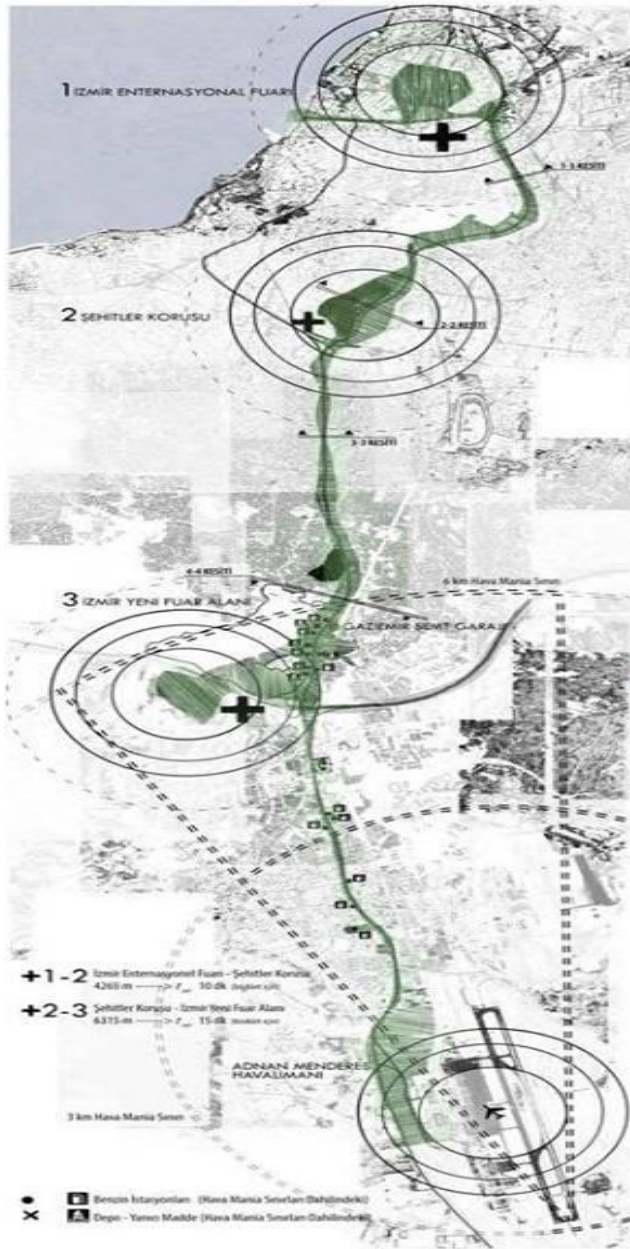 1 İZMİR ENTERNASYONAL FUARI
1-1 KESİTİ
2 ŞEHİTLER KORUSU
2-2 KESİTİ
3-3 KESİTİ
4-4 KESİTİ
6 km Hava Mania Sınırı
3 İZMİR YENİ FUAR ALANI
GAZİEMİR SEMT GARAJI
+1-2 İzmir Enternasyonel Fuarı - Şehitler Korusu
4265 m -----> 10 dk
+2-3 Şehitler Korusu - İzmir Yeni Fuar Alanı
6315 m -----> 15 dk
ADNAN MENDERES
HAVALİMANI
3 km Hava Mania Sınırı
Benzin İstasyonları (Hava Mania Sınırları Dahilindeki)
Depo - Yanıcı Madde (Hava Mania Sınırları Dahilindeki)